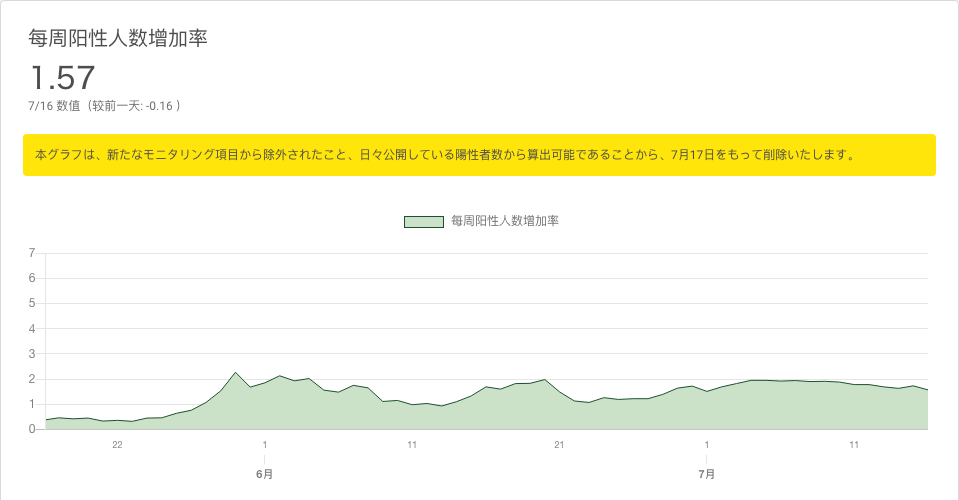 每周阳性人数增加率
1.57
7/16 数值（较前一天: -0.16 ）
本グラフは、新たなモニタリング項目から除外されたこと、日々公開している陽性者数から算出可能であることから、7月17日をもって削除いたします。
每周阳性人数增加率
7
6
5
4
3
2
1
0
22 1 11 21 1 11
6月 7月